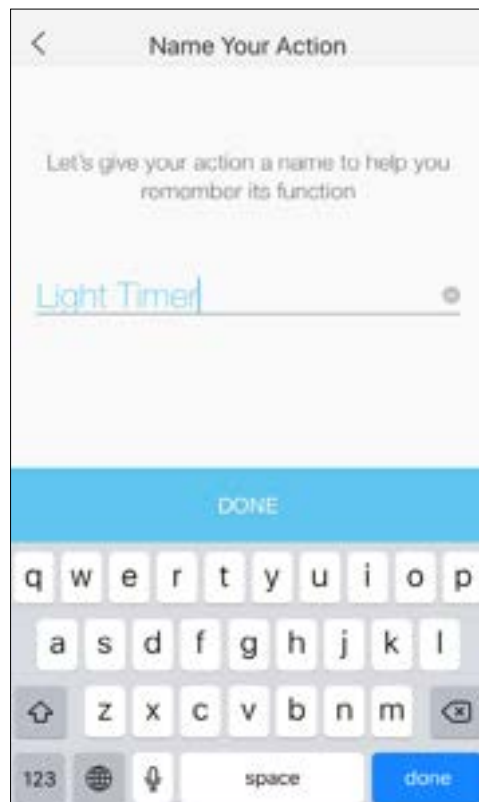 Name Your Action
Let's give your action a name to help you
remember its function
Light Timer
DONE
q w e r t y u i o p
a s d f g h j k l
z x c v b n m
123 space done